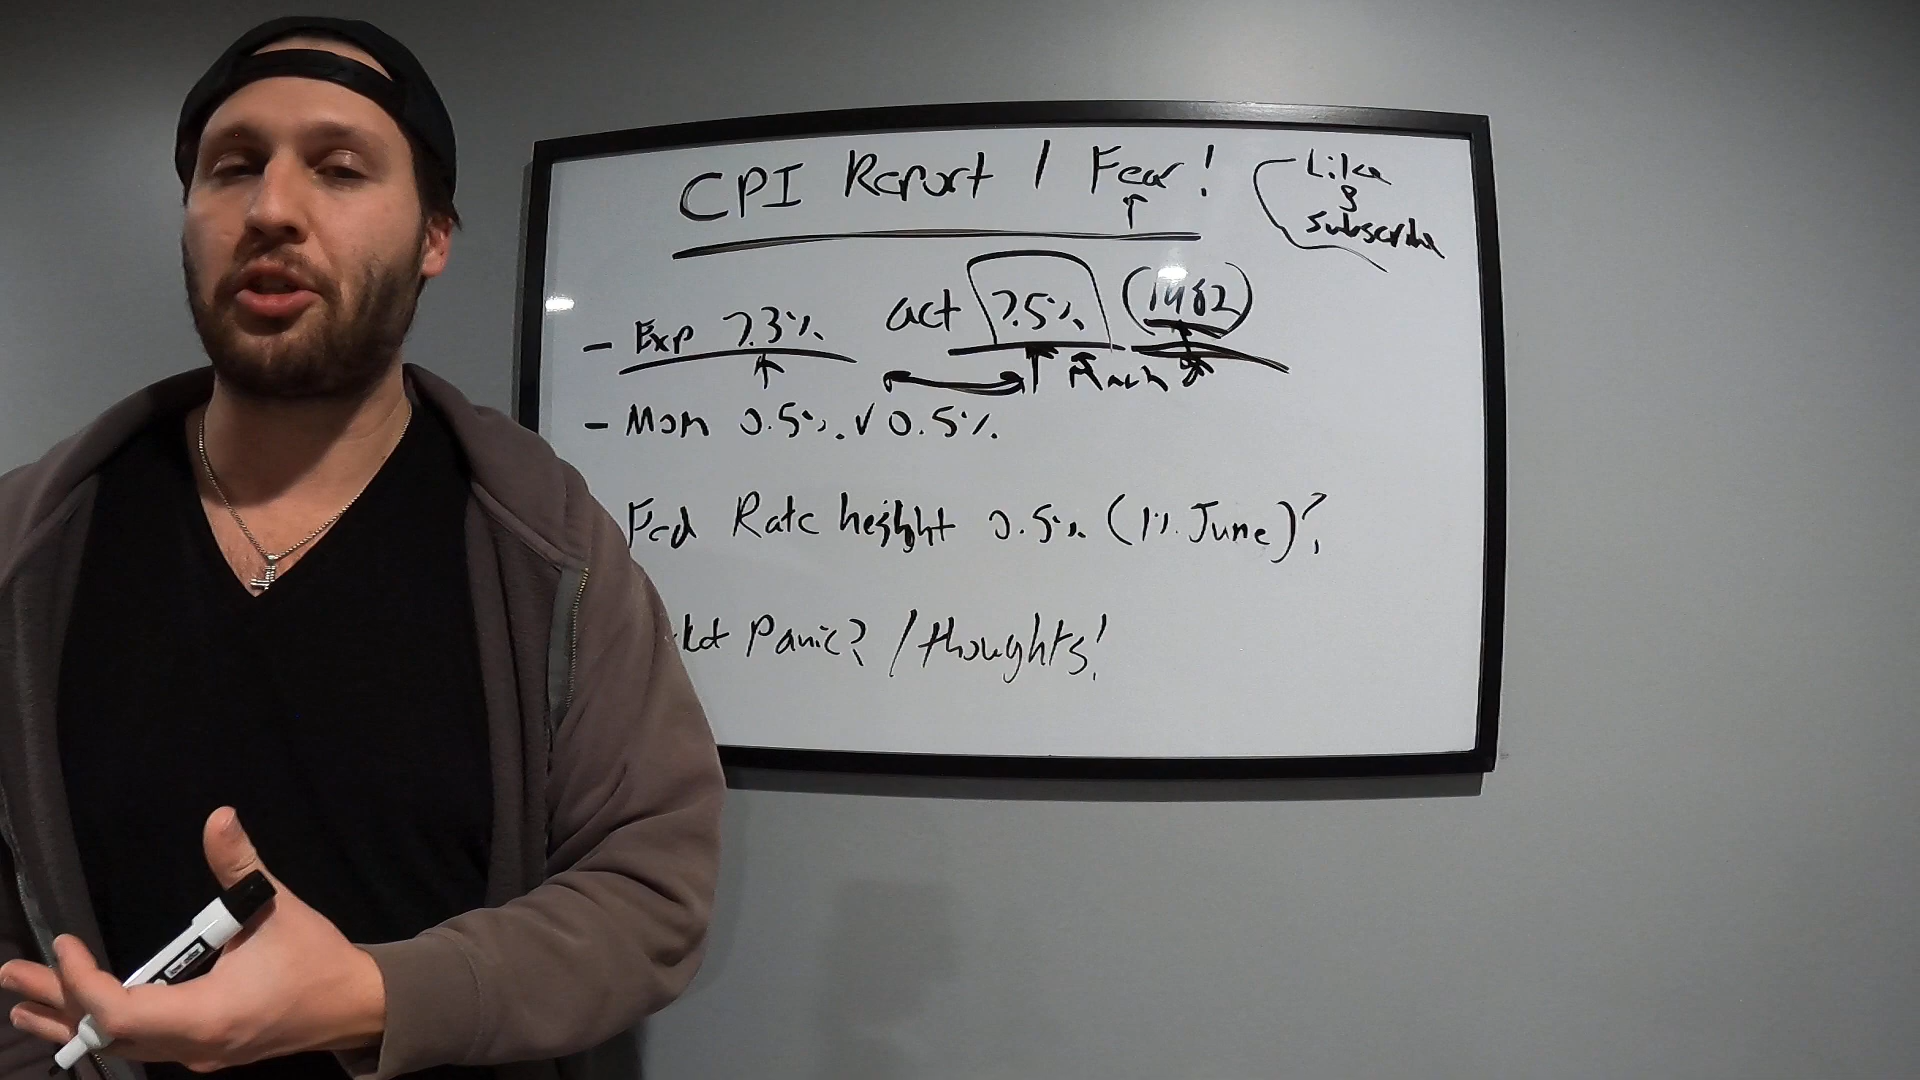 CPI Report / Fear!
Like
&
Subscribe
- Exp 7.3% act 7.5% (1982)
- MoM 0.5% v 0.5%
Fed Rate height 0.5% (1% June)?
Panic? / thoughts!